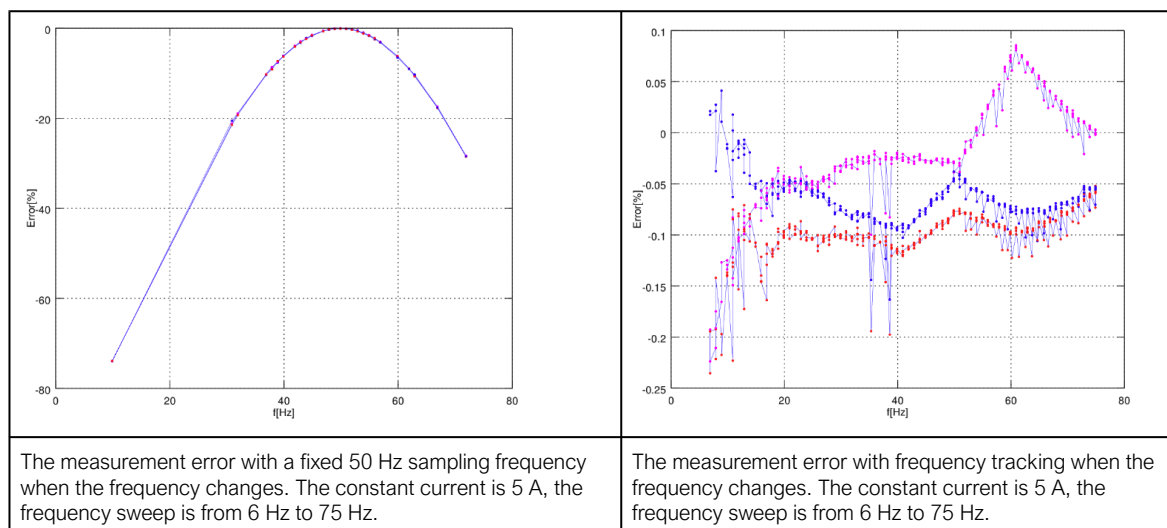 0
-20
-40
-60
-80
Error[%]
0 20 40 60 80
f[Hz]
0.1
0.05
0
-0.05
-0.1
-0.15
-0.2
-0.25
Error[%]
0 20 40 60 80
f[Hz]
The measurement error with a fixed 50 Hz sampling frequency
when the frequency changes. The constant current is 5 A, the
frequency sweep is from 6 Hz to 75 Hz.
The measurement error with frequency tracking when the
frequency changes. The constant current is 5 A, the
frequency sweep is from 6 Hz to 75 Hz.